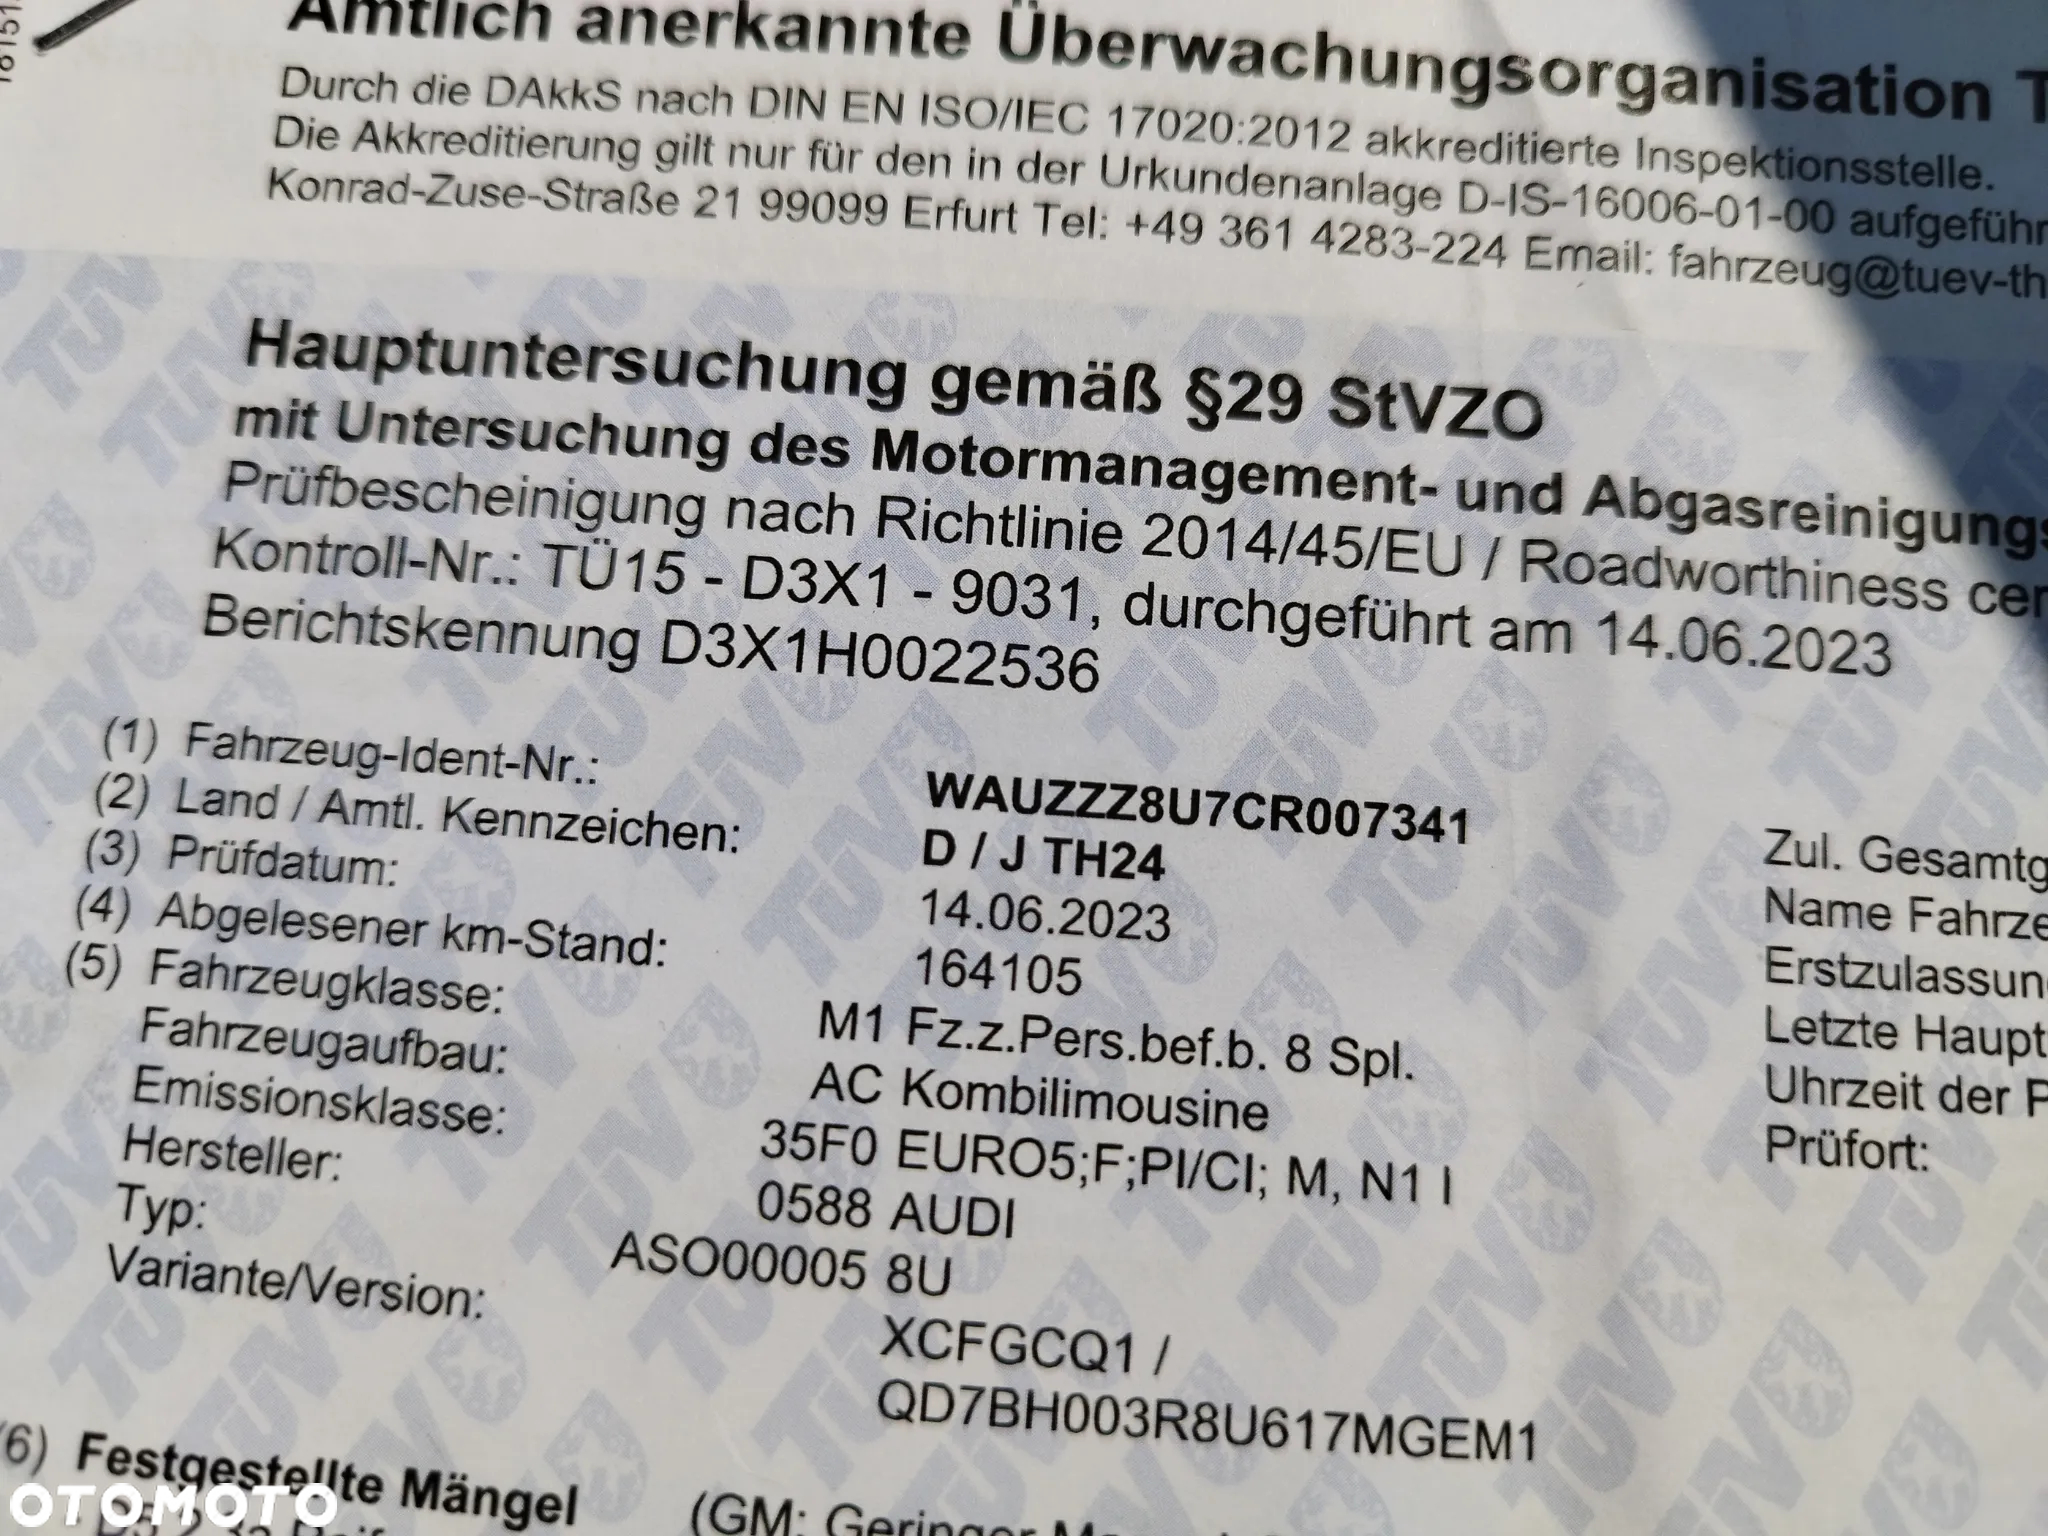 Amtlich anerkannte Überwachungsorganisation T
Durch die DAkkS nach DIN EN ISO/IEC 17020:2012 akkreditierte Inspektionsstelle.
Die Akkreditierung gilt nur für den in der Urkundenanlage D-IS-16006-01-00 aufgeführ
Konrad-Zuse-Straße 21 99099 Erfurt Tel: +49 361 4283-224 Email: fahrzeug@tuev-th
Hauptuntersuchung gemäß §29 StVZO
mit Untersuchung des Motormanagement- und Abgasreinigungs
Prüfbescheinigung nach Richtlinie 2014/45/EU / Roadworthiness cer
Kontroll-Nr.: TÜ15 - D3X1 - 9031, durchgeführt am 14.06.2023
Berichtskennung D3X1H0022536
(1) Fahrzeug-Ident-Nr.: WAUZZZ8U7CR007341
(2) Land / Amtl. Kennzeichen: D / J TH24 Zul. Gesamtg
(3) Prüfdatum: 14.06.2023 Name Fahrze
(4) Abgelesener km-Stand: 164105 Erstzulassun
(5) Fahrzeugklasse: M1 Fz.z.Pers.bef.b. 8 Spl. Letzte Haupt
Fahrzeugaufbau: AC Kombilimousine Uhrzeit der P
Emissionsklasse: 35F0 EURO5;F;PI/CI; M, N1 I Prüfort:
Hersteller: 0588 AUDI
Typ: ASO00005 8U
Variante/Version: XCFGCQ1 /
QD7BH003R8U617MGEM1
(6) Festgestellte Mängel (GM: Geringer
OTOMOTO